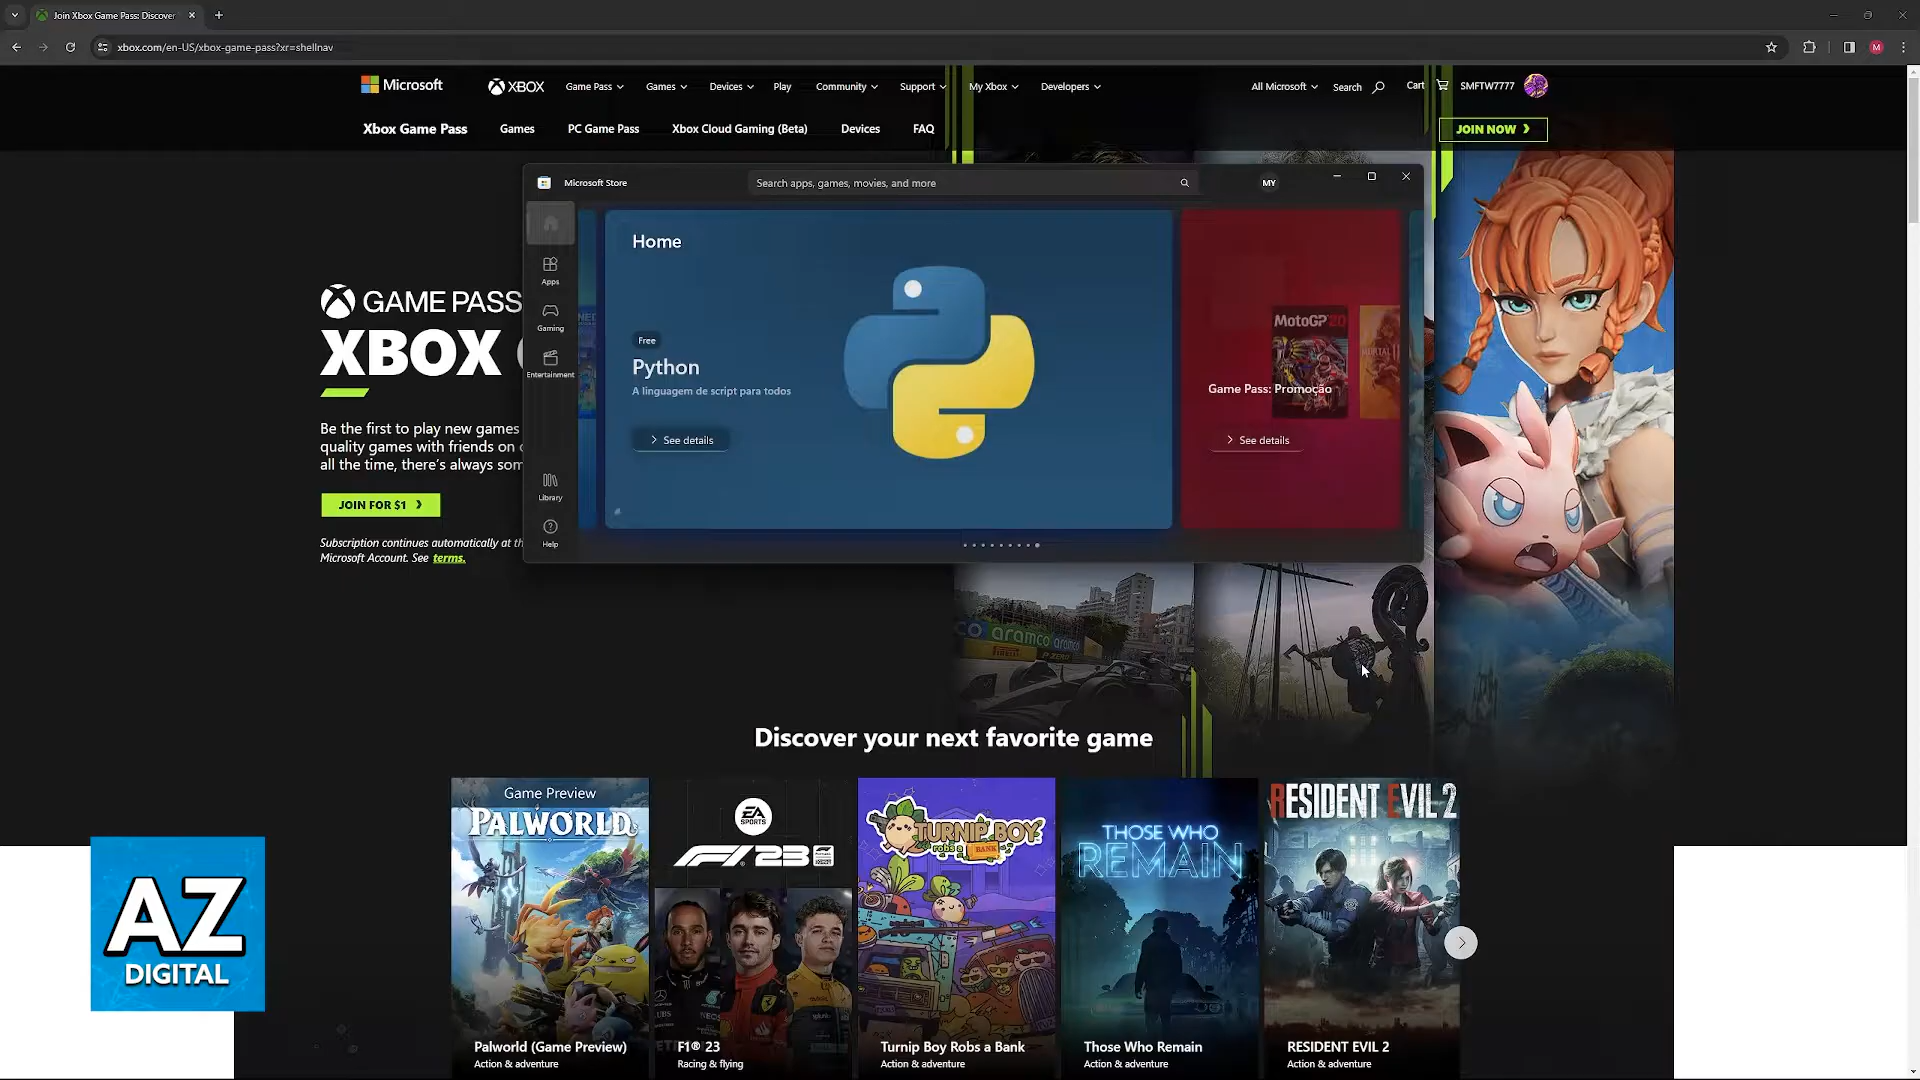 Join Xbox Game Pass: Discover
xbox.com/en-US/xbox-game-pass?xr=shellnav
M
Microsoft
XBOX
Game Pass
Games
Devices
Play
Community
Support
My Xbox
Developers
All Microsoft
Search
Cart
SMFTW7777
Xbox Game Pass
Games
PC Game Pass
Xbox Cloud Gaming (Beta)
Devices
FAQ
JOIN NOW
Microsoft Store
Search apps, games, movies, and more
MY
Apps
Gaming
Entertainment
Library
Help
Home
Free
Python
A linguagem de script para todos
See details
MotoGP 20
Game Pass: Promoção
See details
GAME PASS
XBOX
Be the first to play new games
quality games with friends on
all the time, there's always
JOIN FOR $1
Subscription continues automatically at
Microsoft Account. See terms.
aramco aramco
P ZERO
Discover your next favorite game
Game Preview
PALWORLD
EA
SPORTS
F1 23
TURNIP BOY
robs a BANK
THOSE WHO
REMAIN
RESIDENT EVIL 2
Palworld (Game Preview)
Action & adventure
F1® 23
Racing & flying
Turnip Boy Robs a Bank
Action & adventure
Those Who Remain
Action & adventure
RESIDENT EVIL 2
Action & adventure
AZ
DIGITAL